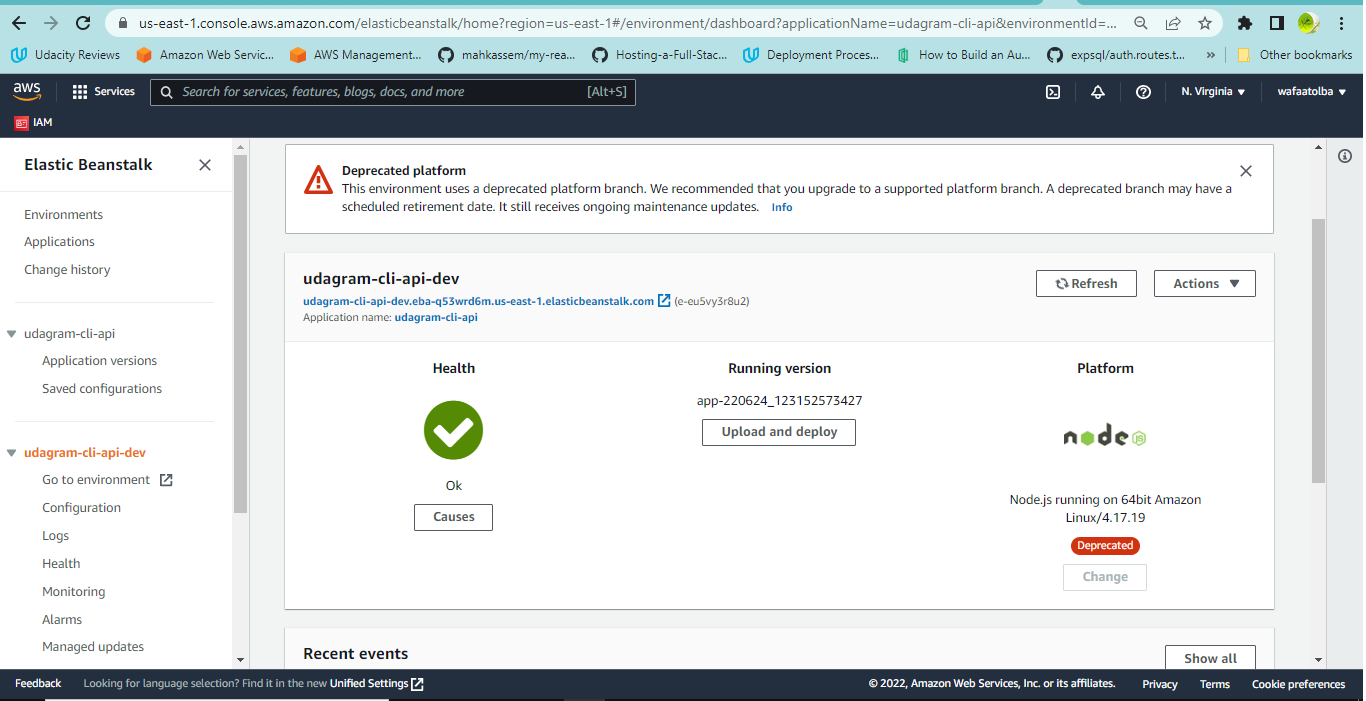 us-east-1.console.aws.amazon.com/elasticbeanstalk/home?region=us-east-1#/environment/dashboard?applicationName=udagram-cli-api&environmentId=...
Udacity Reviews
Amazon Web Servic...
AWS Management...
mahkassem/my-rea...
Hosting-a-Full-Stac...
Deployment Proces...
How to Build an Au...
expsql/auth.routes.t...
»
Other bookmarks
aws
Services
Search for services, features, blogs, docs, and more
[Alt+S]
N. Virginia
wafaatolba
IAM
Elastic Beanstalk
Environments
Applications
Change history
udagram-cli-api
Application versions
Saved configurations
udagram-cli-api-dev
Go to environment
Configuration
Logs
Health
Monitoring
Alarms
Managed updates
Deprecated platform
This environment uses a deprecated platform branch. We recommended that you upgrade to a supported platform branch. A deprecated branch may have a
scheduled retirement date. It still receives ongoing maintenance updates. Info
udagram-cli-api-dev
udagram-cli-api-dev.eba-q53wrd6m.us-east-1.elasticbeanstalk.com (e-eu5vy3r8u2)
Application name: udagram-cli-api
Refresh
Actions
Health
Ok
Causes
Running version
app-220624_123152573427
Upload and deploy
Platform
node JS
Node.js running on 64bit Amazon
Linux/4.17.19
Deprecated
Change
Recent events
Show all
Feedback
Looking for language selection? Find it in the new Unified Settings
© 2022, Amazon Web Services, Inc. or its affiliates.
Privacy
Terms
Cookie preferences